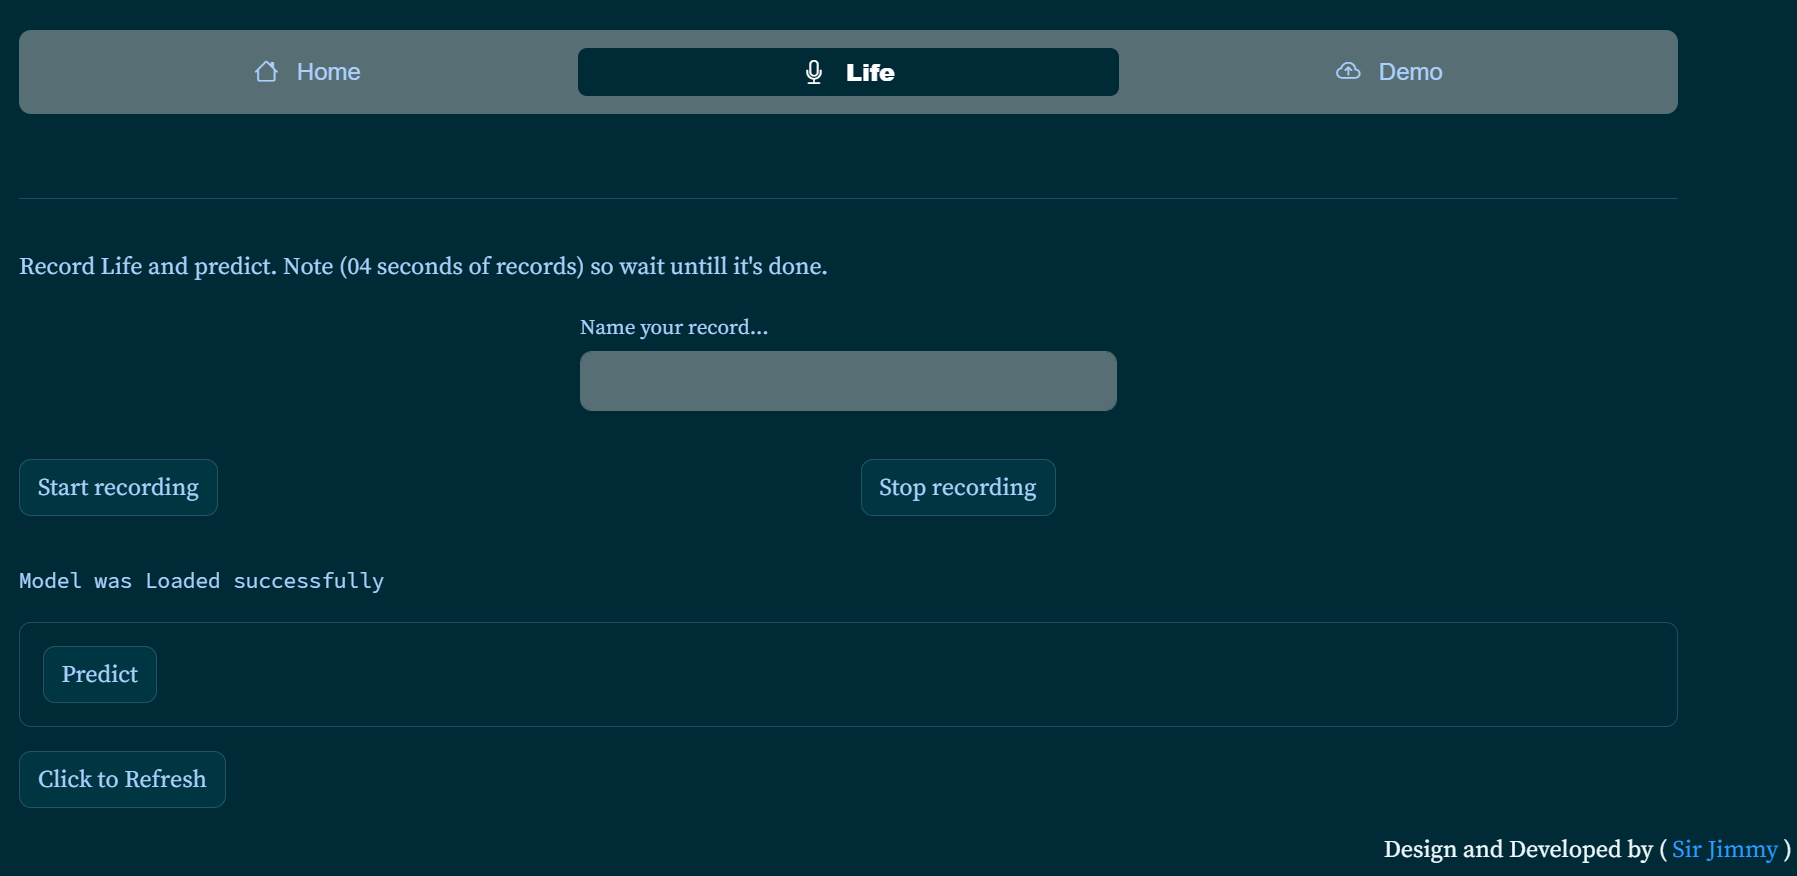 Home Life Demo
Record Life and predict. Note (04 seconds of records) so wait untill it's done.
Name your record...
Start recording Stop recording
Model was Loaded successfully
Predict
Click to Refresh
Design and Developed by ( Sir Jimmy )